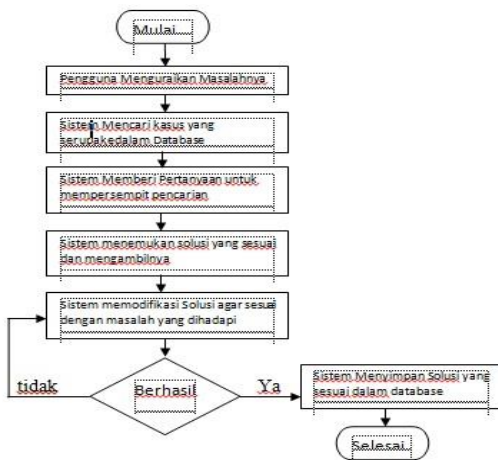 Mulai
Pengguna Menguraikan Masalahnya
Sistem Mencari kasus yang
serupakedalam Database
Sistem Memberi Pertanyaan untuk
mempersempit pencarian
Sistem menemukan solusi yang sesuai
dan mengambilnya
Sistem memodifikasi Solusi agar sesuai
dengan masalah yang dihadapi
tidak
Berhasil
Ya
Sistem Menyimpan Solusi yang
sesuai dalam database
Selesai